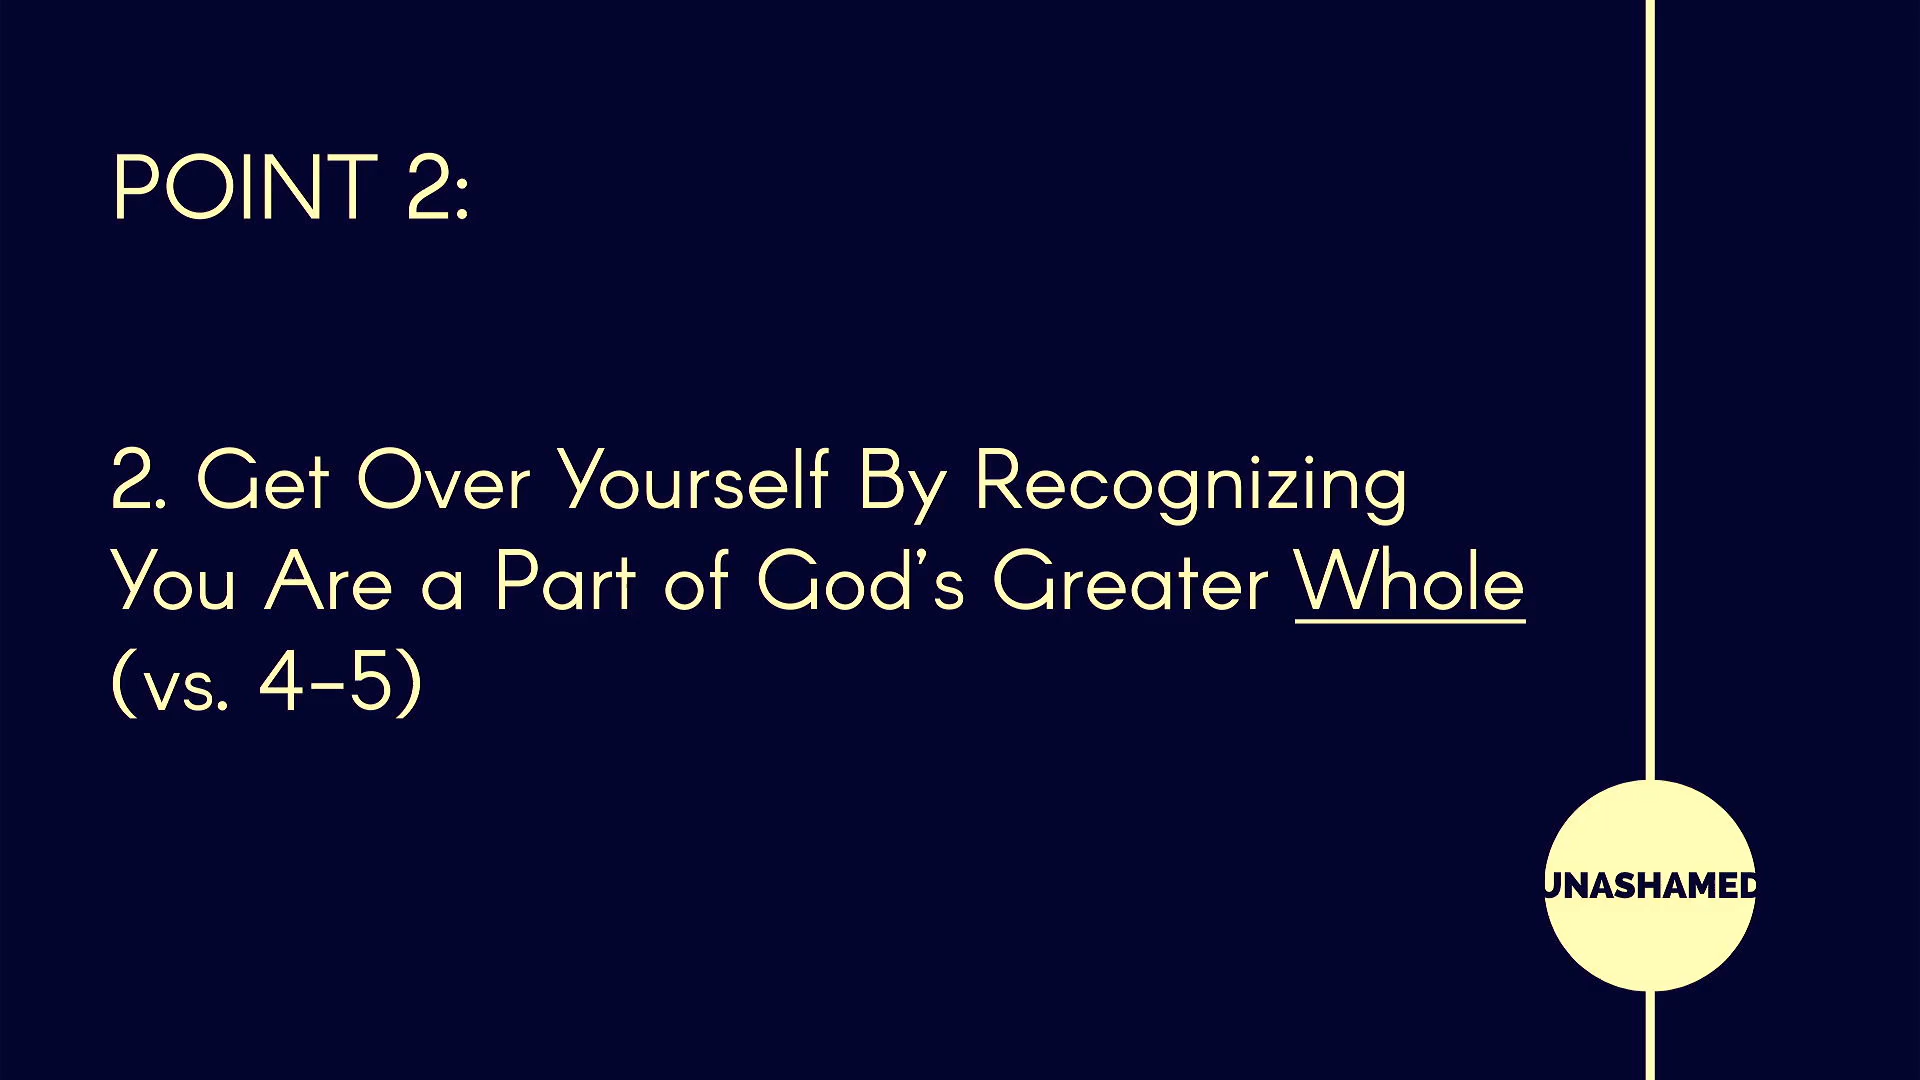 POINT 2:
2. Get Over Yourself By Recognizing
You Are a Part of God’s Greater Whole
(vs. 4–5)
UNASHAMED